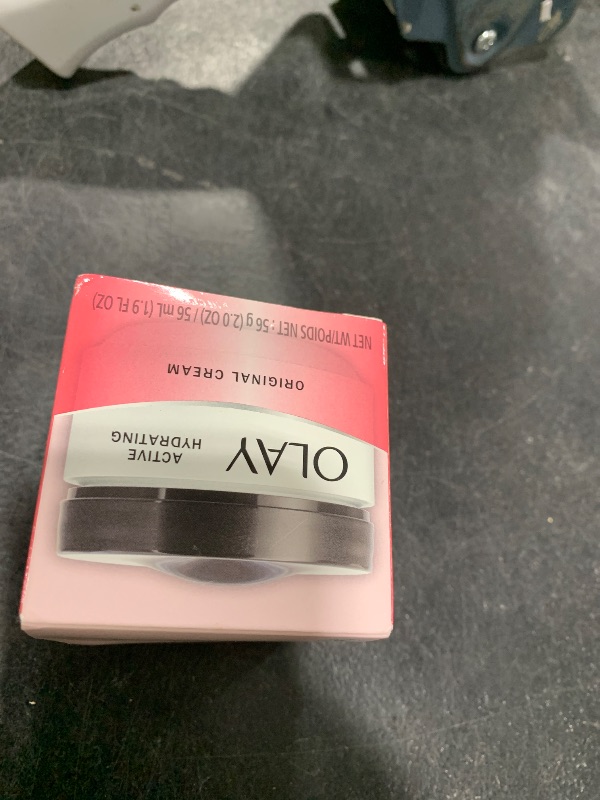 OLAY
ACTIVE
HYDRATING
ORIGINAL CREAM
NET WT/POIDS NET : 56 g (2.0 OZ) / 56 mL (1.9 FL OZ)